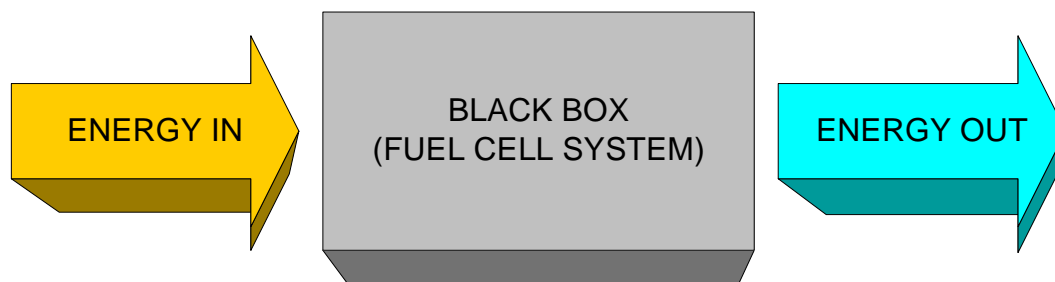 ENERGY IN
BLACK BOX
(FUEL CELL SYSTEM)
ENERGY OUT